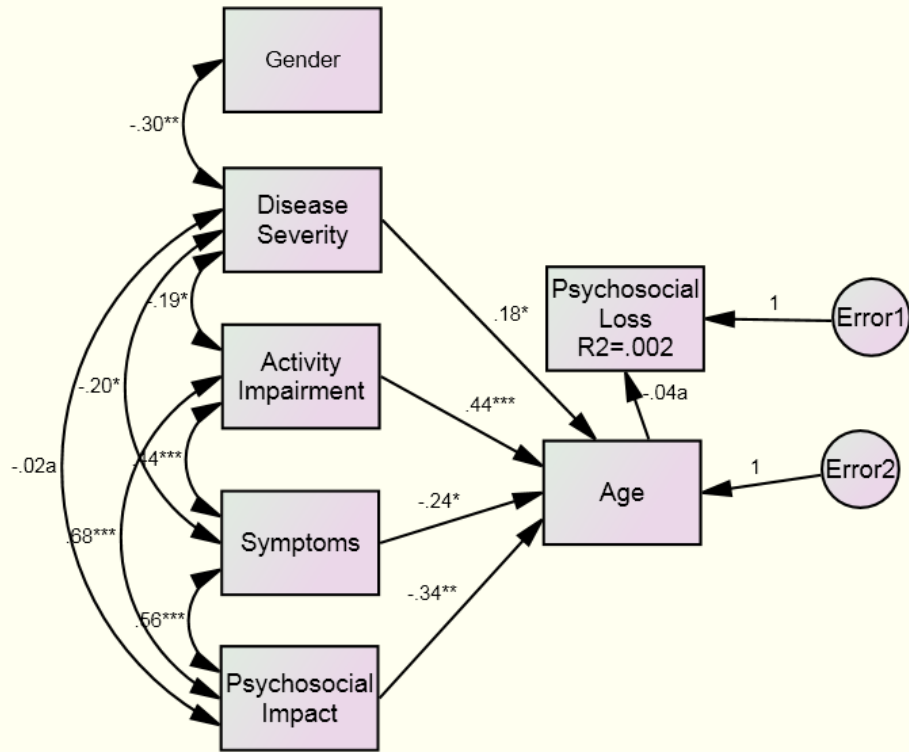 Gender
-.30**
Disease
Severity
-.19*
.18*
Psychosocial
Loss
R2=.002
1
Error1
Activity
Impairment
-.20*
.44***
-.04a
.44***
-.02a
Age
1
Error2
Symptoms
-.24*
.68***
-.34**
.56***
Psychosocial
Impact